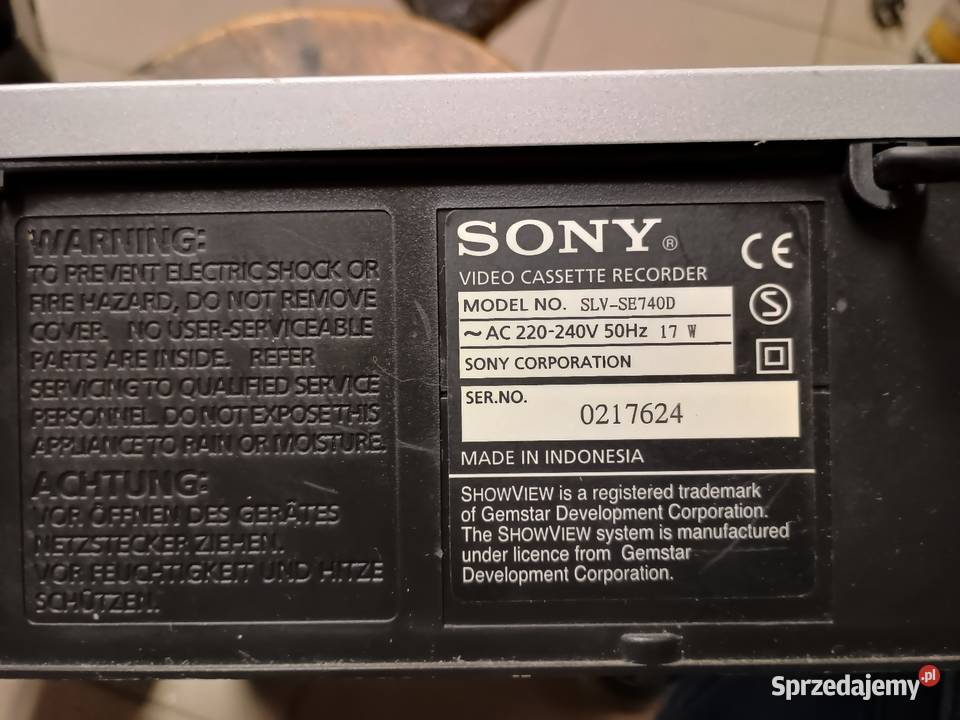 WARNING:
TO PREVENT ELECTRIC SHOCK OR
FIRE HAZARD, DO NOT REMOVE
COVER. NO USER-SERVICEABLE
PARTS ARE INSIDE. REFER
SERVICING TO QUALIFIED SERVICE
PERSONNEL. DO NOT EXPOSE THIS
APPLIANCE TO RAIN OR MOISTURE.
ACHTUNG:
VOR ÖFFNEN DES GERÄTES
NETZSTECKER ZIEHEN.
VOR FEUCHTIGKEIT UND HITZE
SCHÜTZEN.
SONY®
VIDEO CASSETTE RECORDER
MODEL NO. SLV-SE740D
~ AC 220-240V 50Hz 17 W
SONY CORPORATION
SER.NO.
0217624
MADE IN INDONESIA
SHOWVIEW is a registered trademark
of Gemstar Development Corporation.
The SHOWVIEW system is manufactured
under licence from Gemstar
Development Corporation.
CE
S
Sprzedajemy.pl